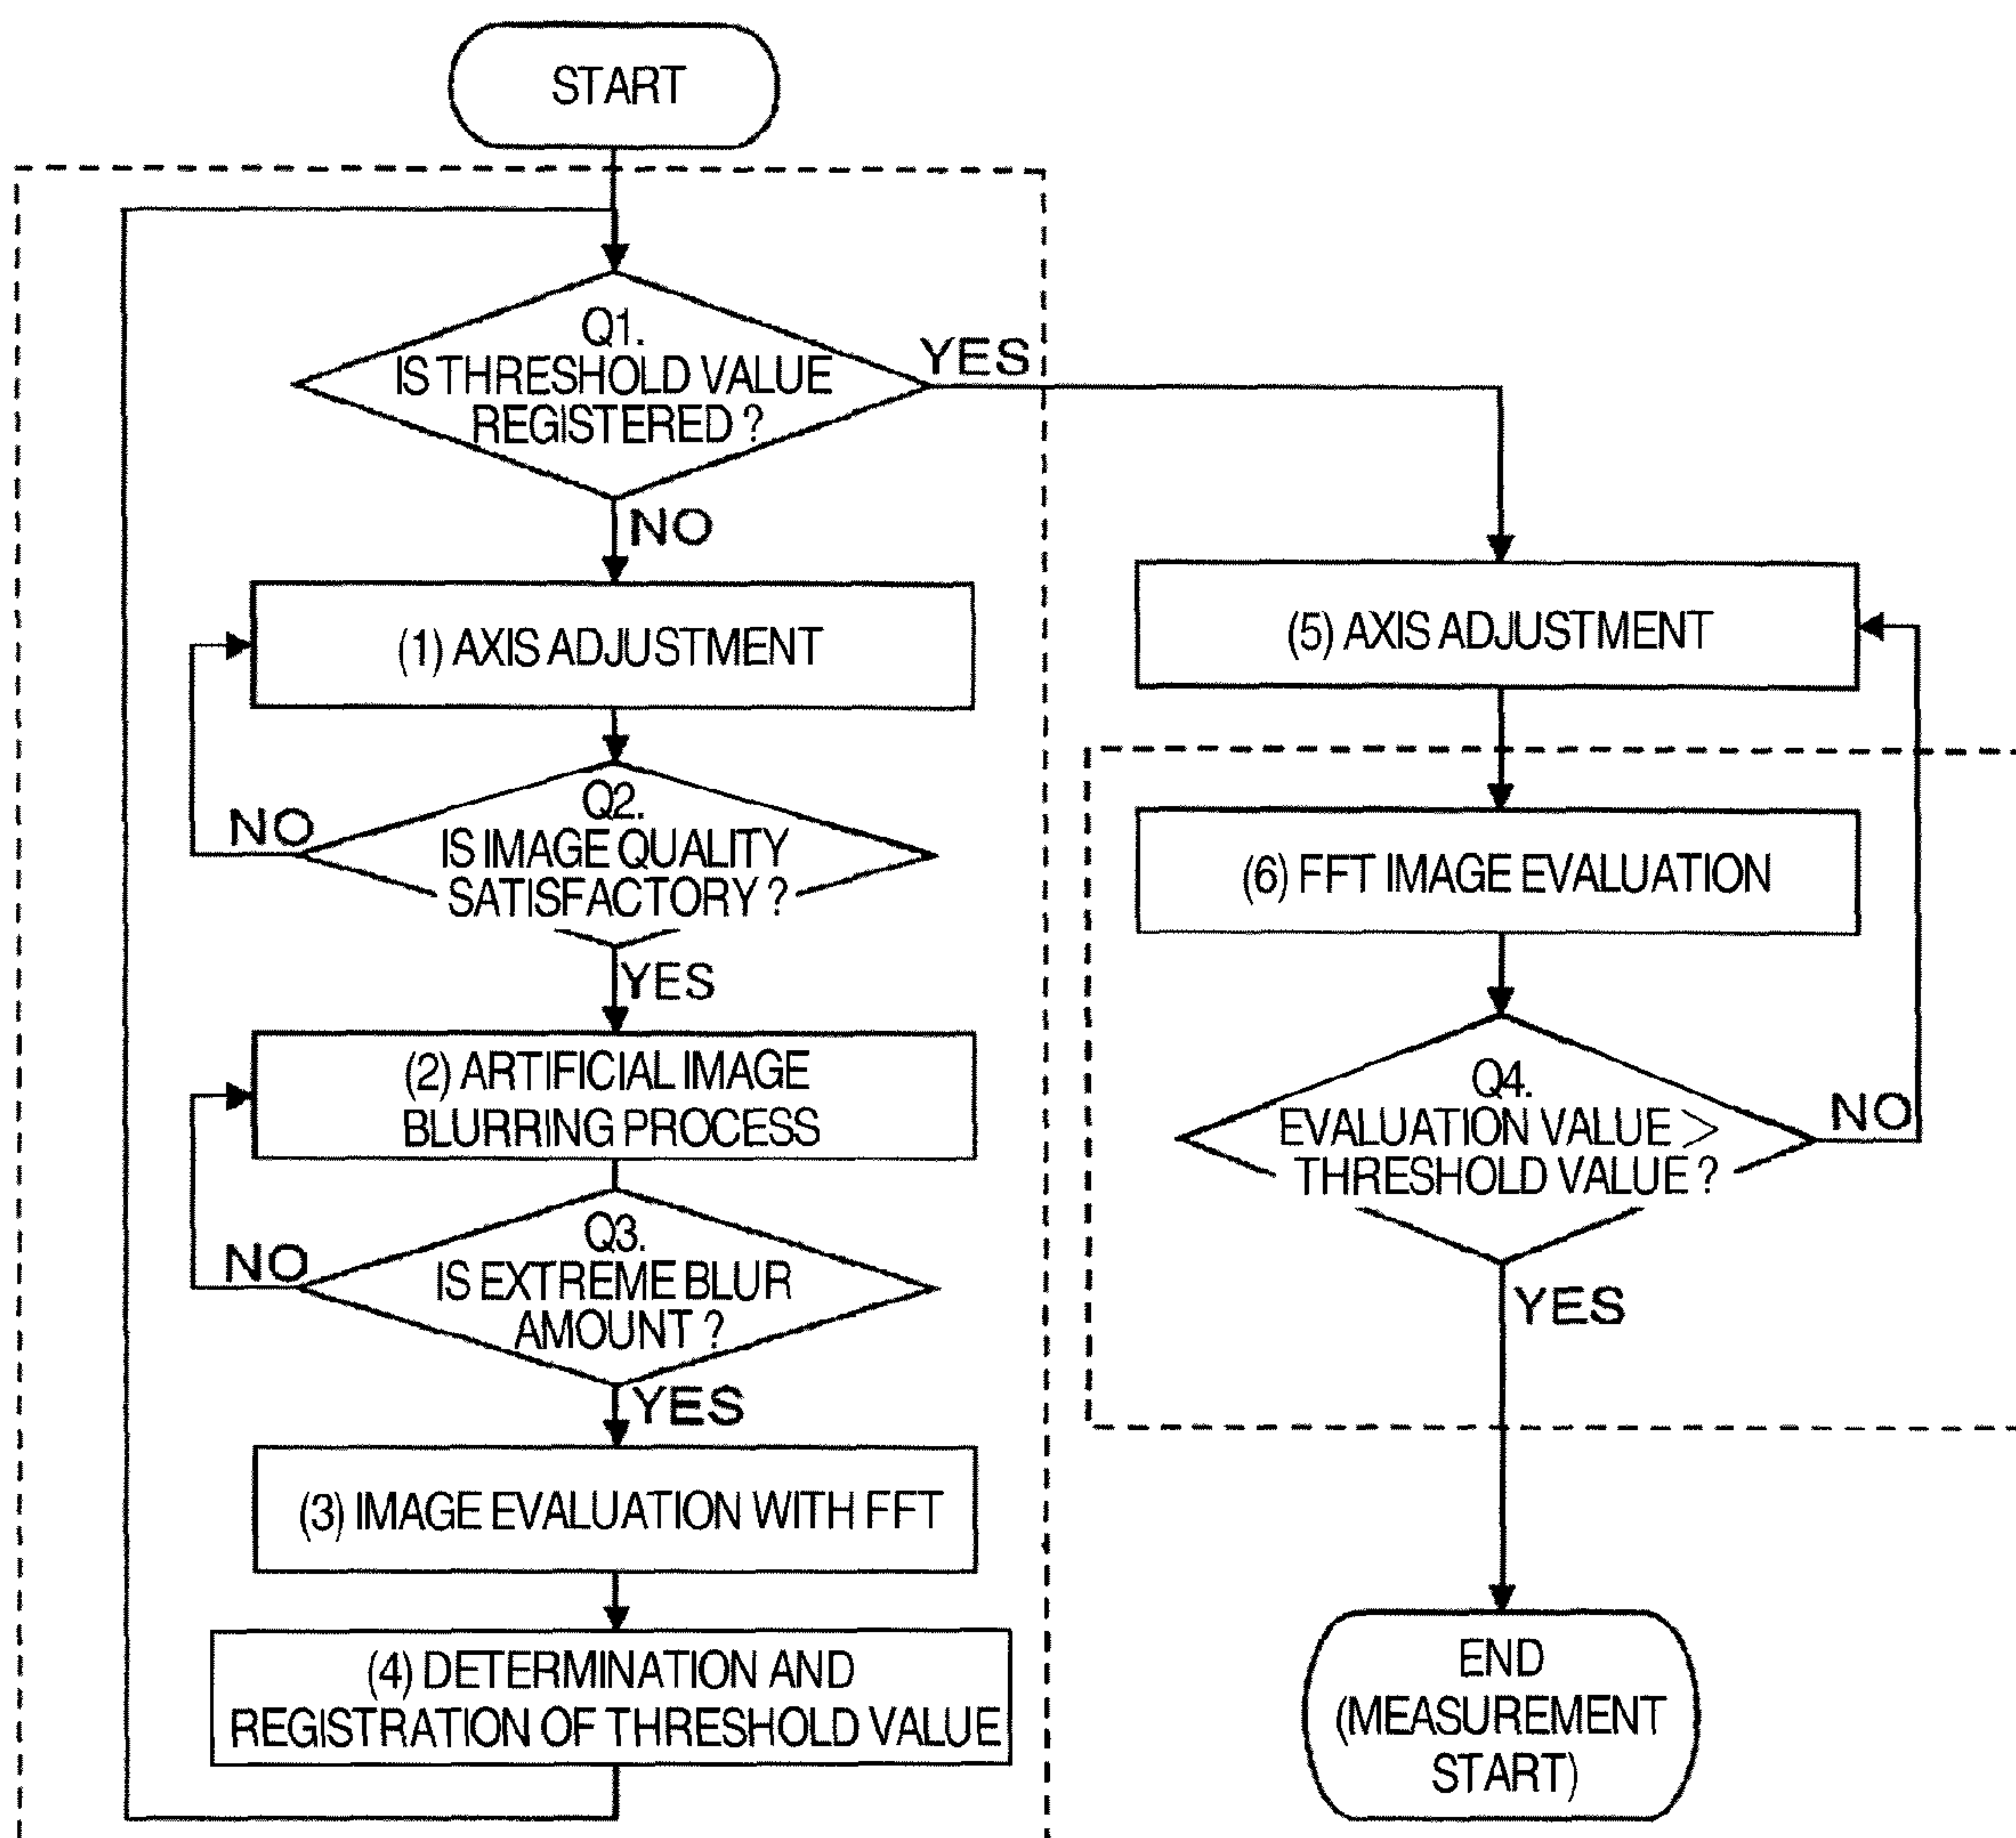 START
Q1.
IS THRESHOLD VALUE
REGISTERED ?
YES
NO
(1) AXIS ADJUSTMENT
Q2.
IS IMAGE QUALITY
SATISFACTORY ?
NO
YES
(2) ARTIFICIAL IMAGE
BLURRING PROCESS
Q3.
IS EXTREME BLUR
AMOUNT ?
NO
YES
(3) IMAGE EVALUATION WITH FFT
(4) DETERMINATION AND
REGISTRATION OF THRESHOLD VALUE
(5) AXIS ADJUSTMENT
(6) FFT IMAGE EVALUATION
Q4.
EVALUATION VALUE >
THRESHOLD VALUE ?
NO
YES
END
(MEASUREMENT
START)